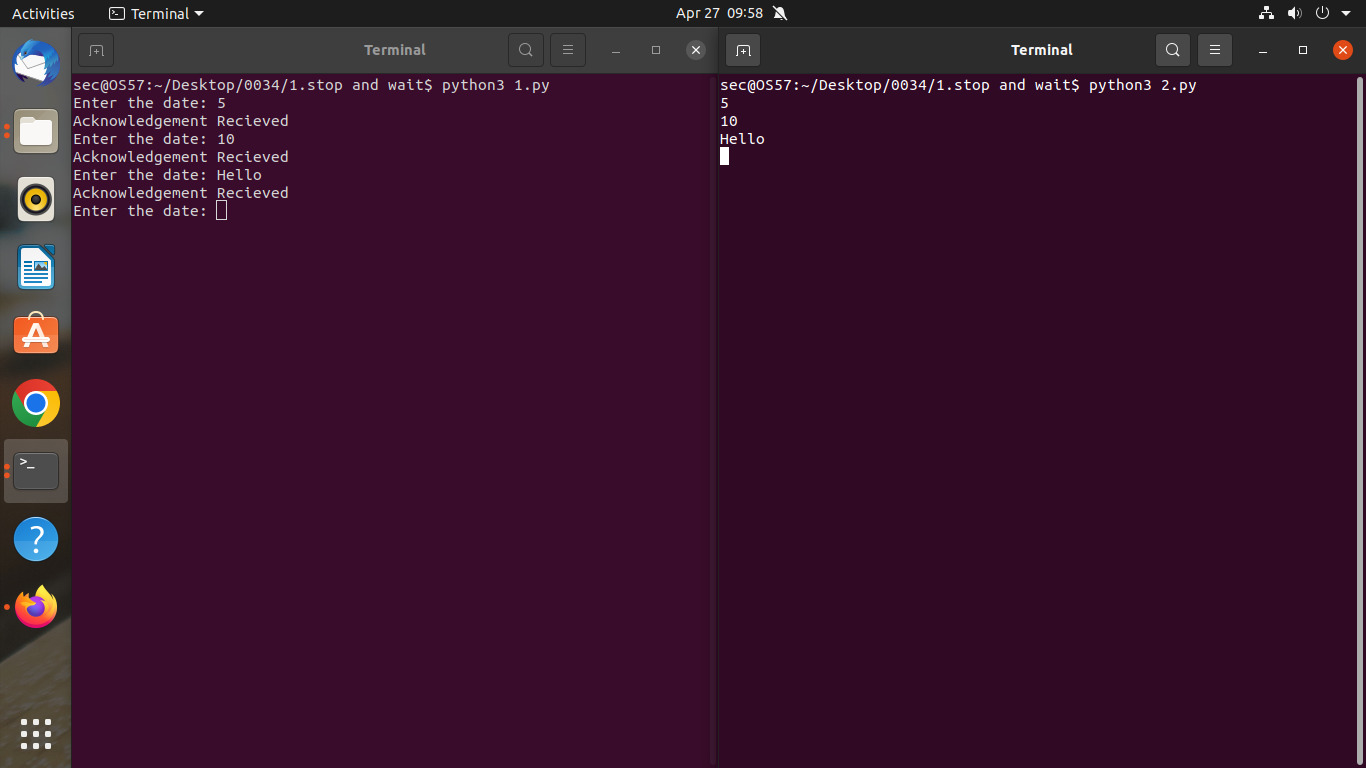 Activities Terminal Apr 27 09:58
Terminal
sec@OS57:~/Desktop/0034/1.stop and wait$ python3 1.py
Enter the date: 5
Acknowledgement Recieved
Enter the date: 10
Acknowledgement Recieved
Enter the date: Hello
Acknowledgement Recieved
Enter the date:
Terminal
sec@OS57:~/Desktop/0034/1.stop and wait$ python3 2.py
5
10
Hello